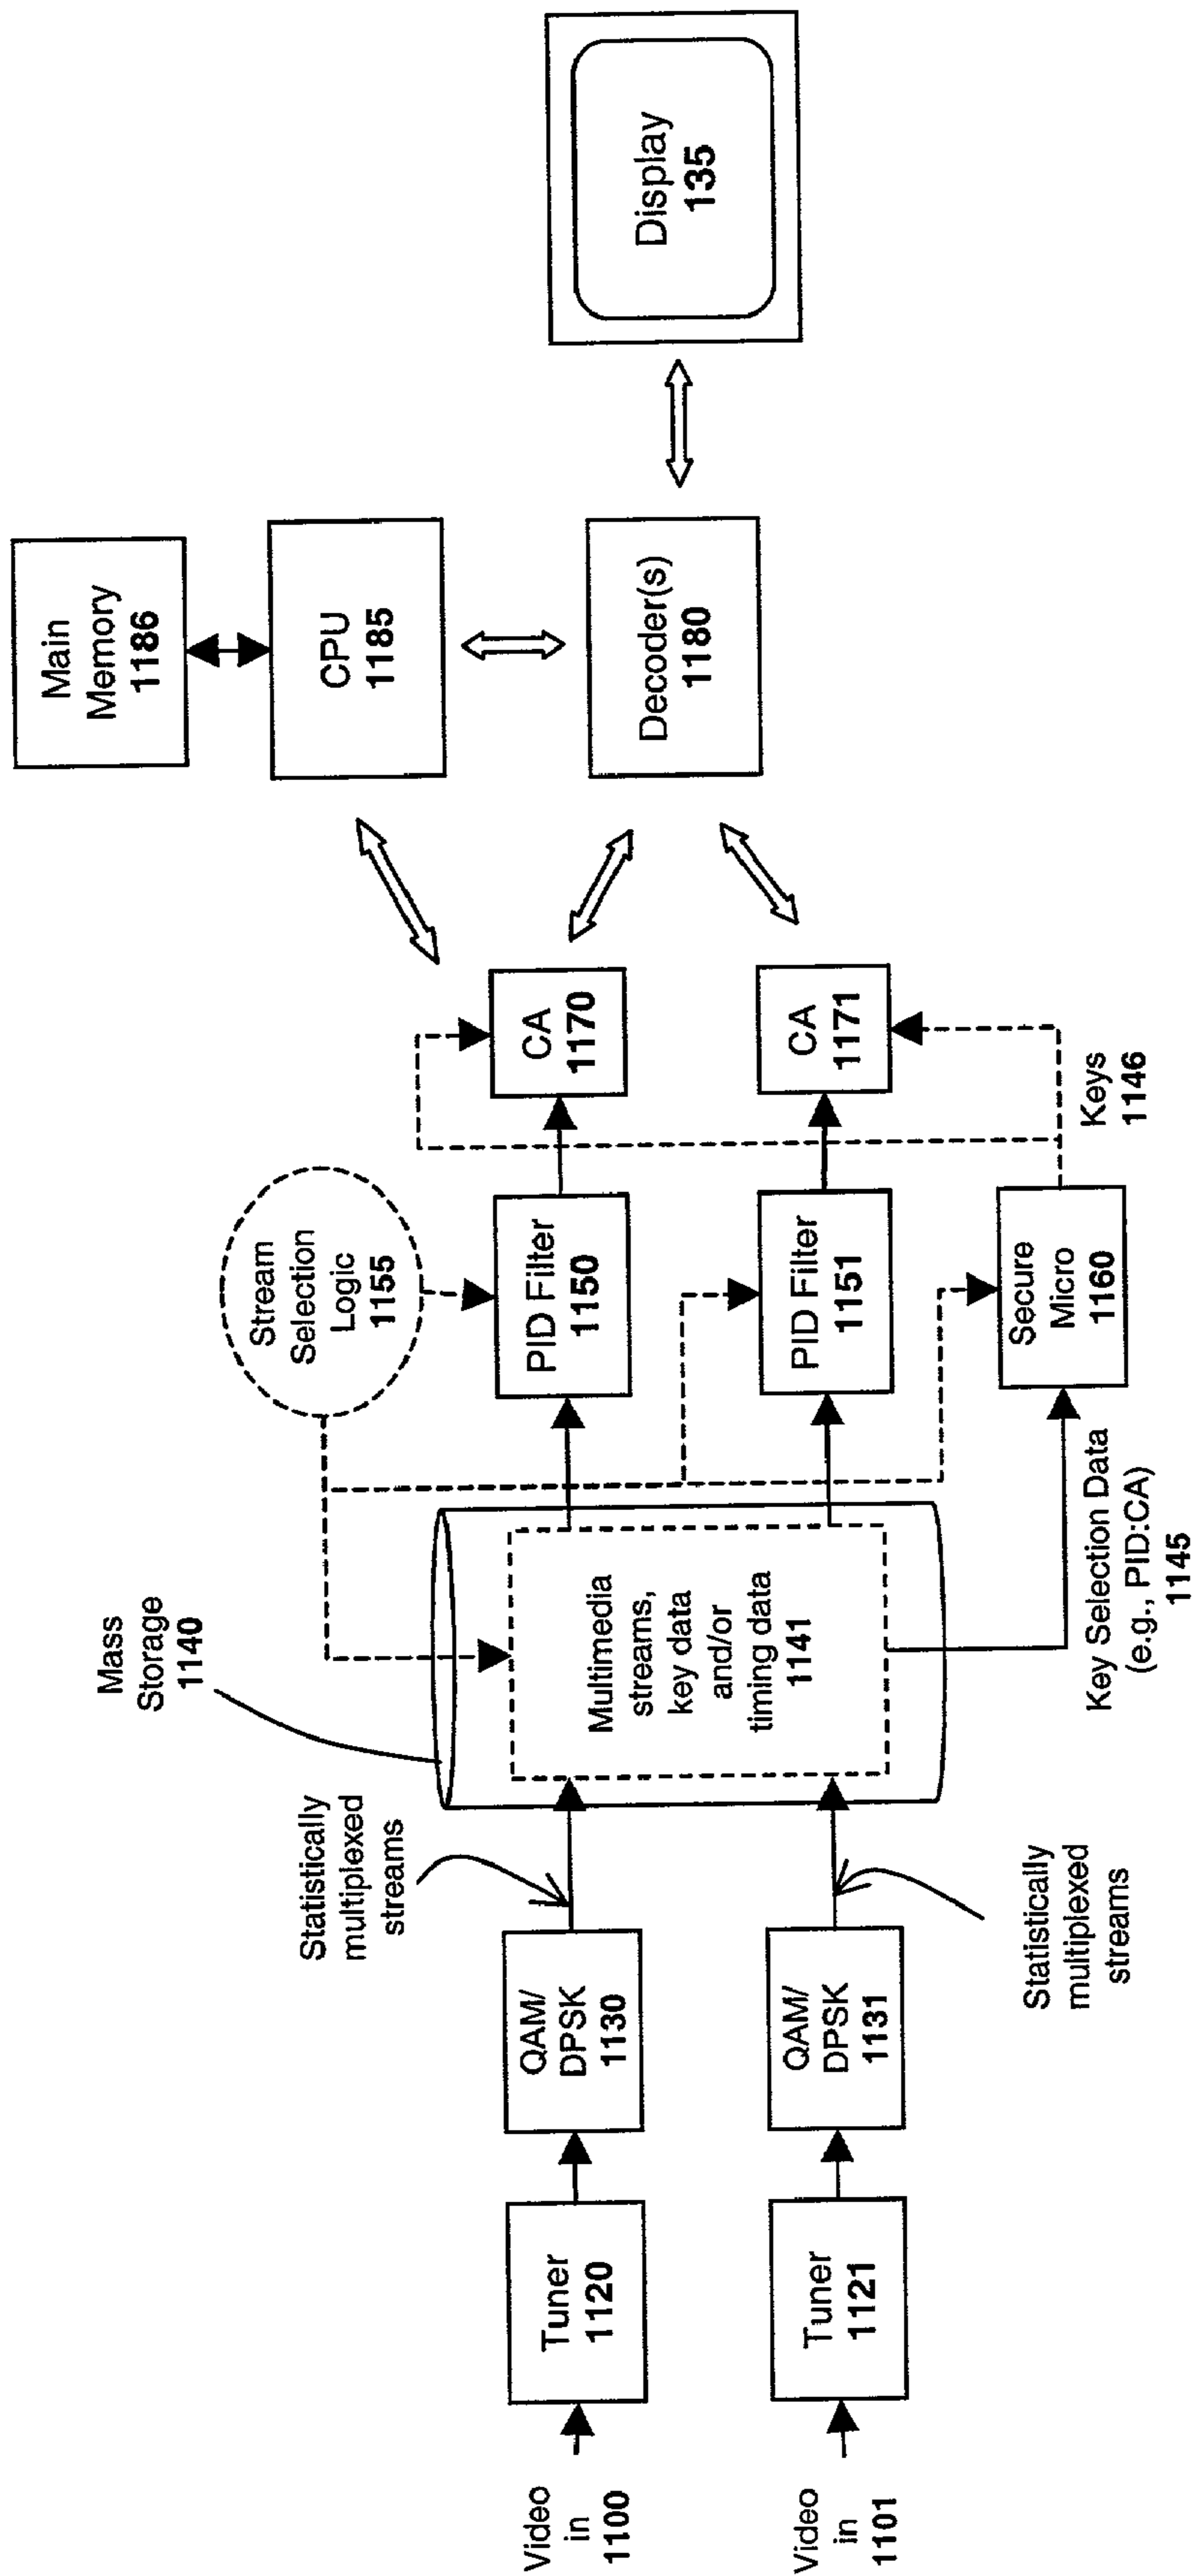 Video
in
1100
Video
in
1101
Tuner
1120
Tuner
1121
QAM/
DPSK
1130
QAM/
DPSK
1131
Statistically
multiplexed
streams
Statistically
multiplexed
streams
Mass
Storage
1140
Multimedia
streams,
key data
and/or
timing data
1141
Key Selection Data
(e.g., PID:CA)
1145
Stream
Selection
Logic
1155
PID Filter
1150
PID Filter
1151
Secure
Micro
1160
Keys
1146
CA
1170
CA
1171
Main
Memory
1186
CPU
1185
Decoder(s)
1180
Display
135